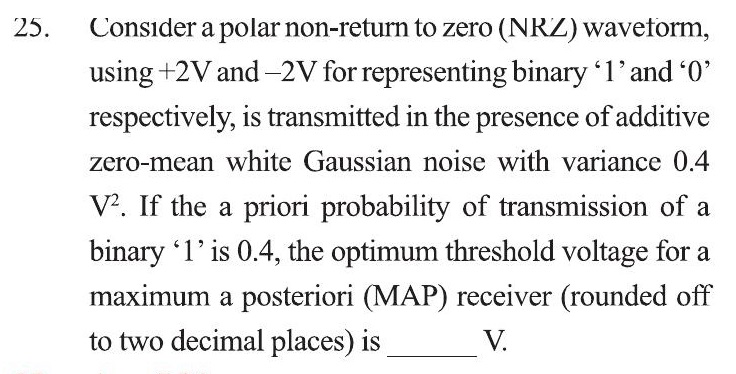 25. Consider a polar non-return to zero (NRZ) waveform,
using +2V and –2V for representing binary ‘1’ and ‘0’
respectively, is transmitted in the presence of additive
zero-mean white Gaussian noise with variance 0.4
V². If the a priori probability of transmission of a
binary ‘1’ is 0.4, the optimum threshold voltage for a
maximum a posteriori (MAP) receiver (rounded off
to two decimal places) is ______ V.